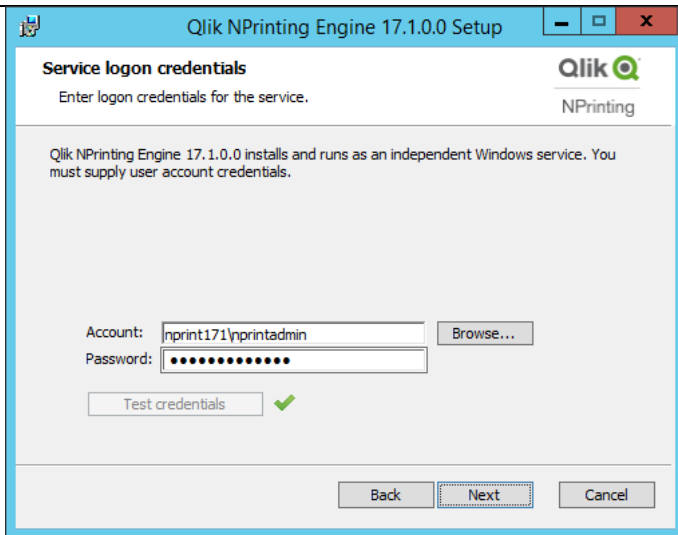 Qlik NPrinting Engine 17.1.0.0 Setup
Service logon credentials
Enter logon credentials for the service.
Qlik
NPrinting
Qlik NPrinting Engine 17.1.0.0 installs and runs as an independent Windows service. You
must supply user account credentials.
Account: nprint171\nprintadmin Browse...
Password: •••••••••••••
Test credentials
Back Next Cancel